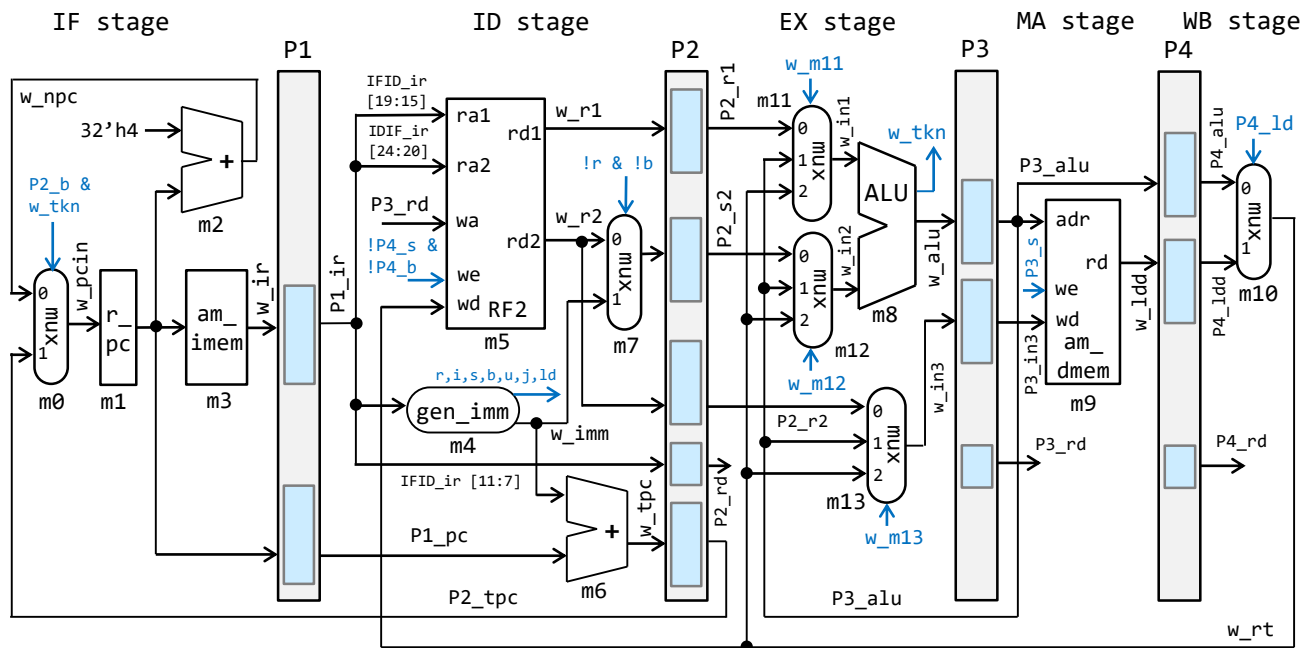 IF stage
ID stage
EX stage
MA stage
WB stage
P1
P2
P3
P4
w_npc
32'h4
+
m2
P2_b &
w_tkn
0
mux
1
m0
w_pcin
r_
pc
m1
am_
imem
m3
w_ir
P1_ir
IFID_ir
[19:15]
IDIF_ir
[24:20]
P3_rd
!P4_s &
!P4_b
ra1
ra2
wa
we
wd
rd1
rd2
RF2
m5
w_r1
w_r2
!r & !b
0
mux
1
m7
r,i,s,b,u,j,ld
gen_imm
m4
w_imm
IFID_ir [11:7]
P1_pc
+
m6
w_tpc
P2_tpc
P2_r1
P2_s2
P2_r2
P2_rd
w_m11
m11
0
1
2
mux
w_in1
0
1
2
mux
w_in2
m12
w_m12
ALU
m8
w_tkn
w_alu
0
1
2
mux
m13
w_m13
w_in3
P3_alu
P3_alu
adr
rd
we
wd
am_
dmem
m9
P3_s
P3_in3
w_ldd
P3_rd
P4_alu
P4_ldd
P4_ld
0
mux
1
m10
P4_rd
w_rt